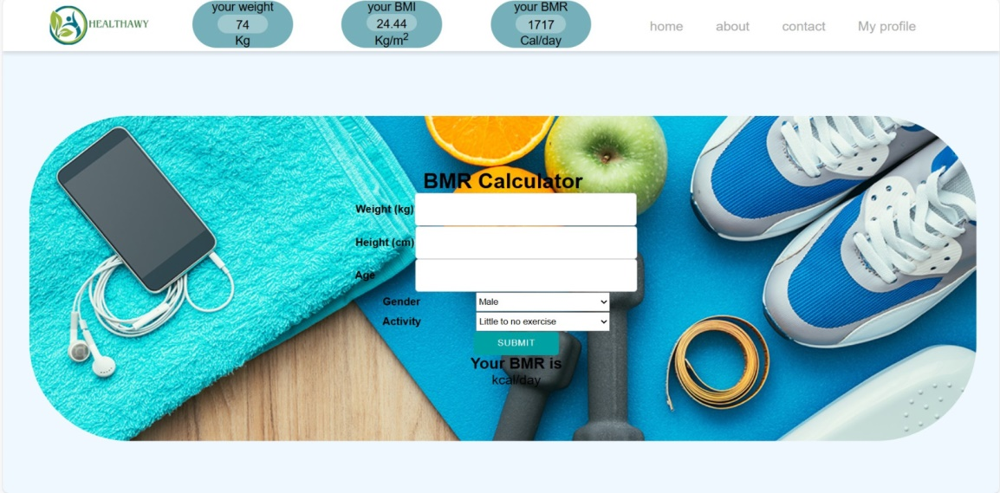 HEALTHAWY
your weight
74
Kg
your BMI
24.44
Kg/m2
your BMR
1717
Cal/day
home about contact My profile
BMR Calculator
Weight (kg)
Height (cm)
Age
Gender Male
Activity Little to no exercise
SUBMIT
Your BMR is
kcal/day